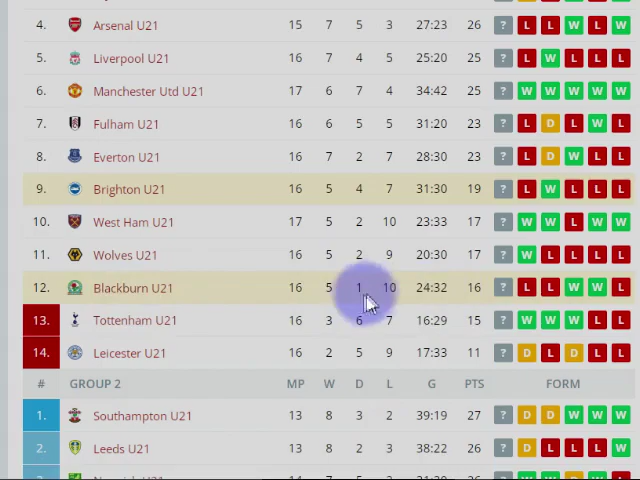 4. Arsenal U21 15 7 5 3 27:23 26 ? L L W L W
5. Liverpool U21 16 7 4 5 25:20 25 ? L W L L L
6. Manchester Utd U21 17 6 7 4 34:42 25 ? W W W W W
7. Fulham U21 16 6 5 5 31:20 23 ? L D L W L
8. Everton U21 16 7 2 7 28:30 23 ? L D W L L
9. Brighton U21 16 5 4 7 31:30 19 ? L W L L L
10. West Ham U21 17 5 2 10 23:33 17 ? W W L W W
11. Wolves U21 16 5 2 9 20:30 17 ? W L L L L
12. Blackburn U21 16 5 1 10 24:32 16 ? L L W W L
13. Tottenham U21 16 3 6 7 16:29 15 ? W W W L L
14. Leicester U21 16 2 5 9 17:33 11 ? D L D L L
# GROUP 2 MP W D L G PTS FORM
1. Southampton U21 13 8 3 2 39:19 27 ? D D W W W
2. Leeds U21 13 8 2 3 38:22 26 ? D L L L W